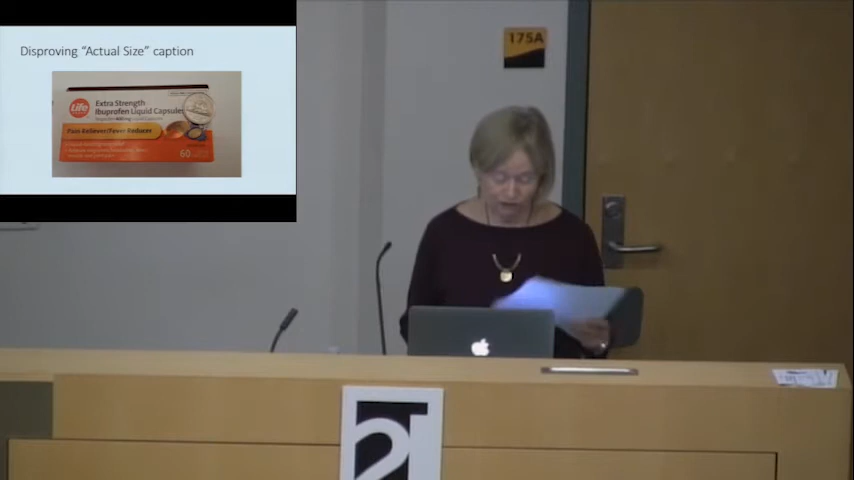 Disproving "Actual Size" caption
Life
Extra Strength
Ibuprofen Liquid Capsules
Pain Reliever/Fever Reducer
60
175A